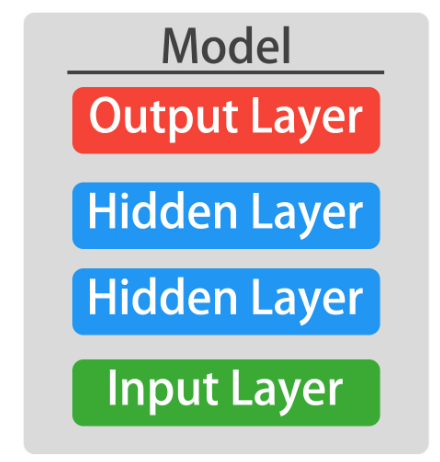 Model
Output Layer
Hidden Layer
Hidden Layer
Input Layer